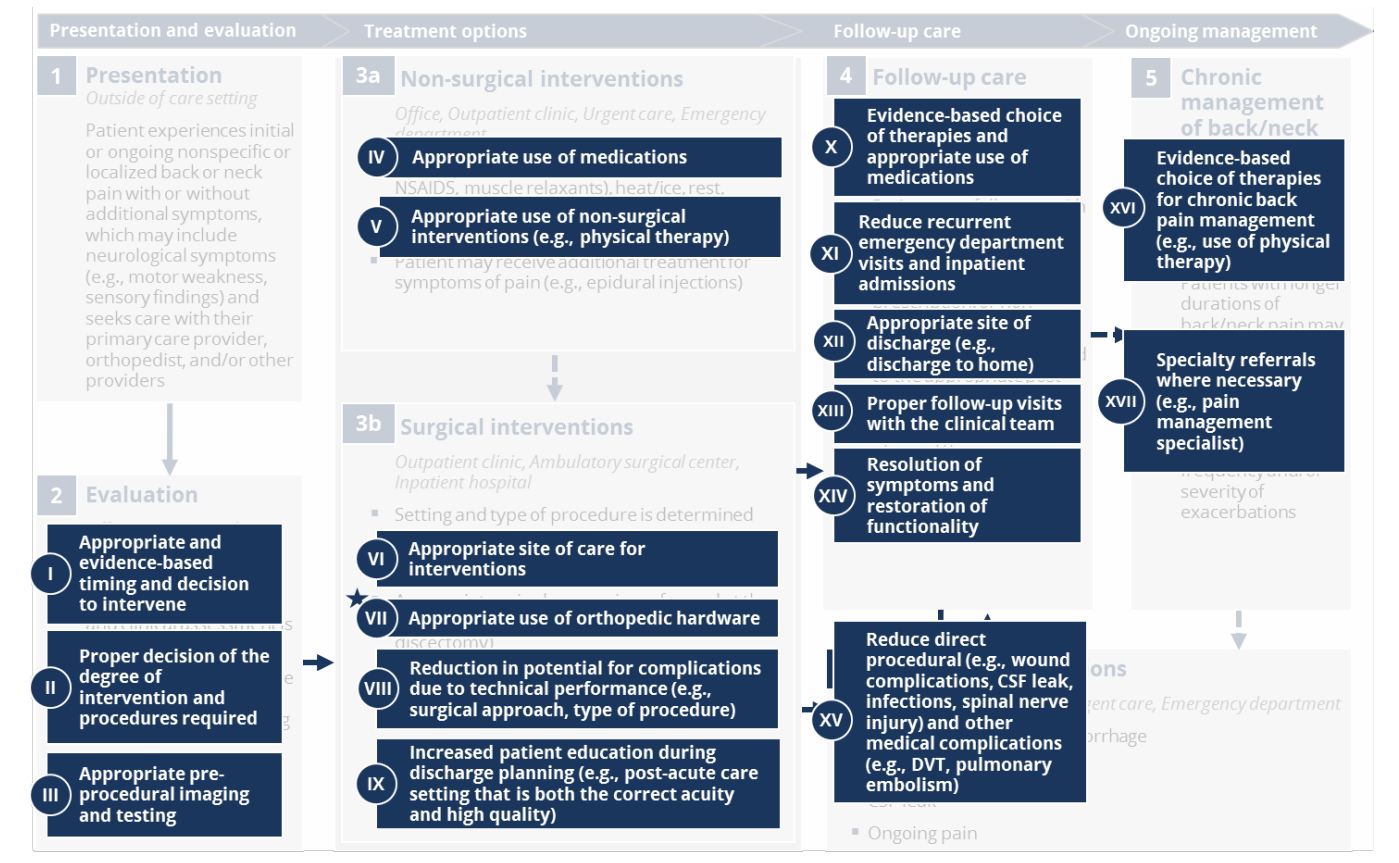 Presentation and evaluation
Treatment options
Follow-up care
Ongoing management
1
Presentation
Outside of care setting
Patient experiences initial
or ongoing nonspecific or
localized back or neck
pain with or without
additional symptoms,
which may include
neurological symptoms
(e.g., motor weakness,
sensory findings) and
seeks care with their
primary care provider,
orthopedist, and/or other
providers
2
Evaluation
I
Appropriate and
evidence-based
timing and decision
to intervene
II
Proper decision of the
degree of
intervention and
procedures required
III
Appropriate pre-
procedural imaging
and testing
3a
Non-surgical interventions
Office, Outpatient clinic, Urgent care, Emergency
department
IV
Appropriate use of medications
NSAIDS, muscle relaxants), heat/ice, rest,
V
Appropriate use of non-surgical
interventions (e.g., physical therapy)
▪ Patient may receive additional treatment for
symptoms of pain (e.g., epidural injections)
3b
Surgical interventions
Outpatient clinic, Ambulatory surgical center,
Inpatient hospital
▪ Setting and type of procedure is determined
VI
Appropriate site of care for
interventions
VII
Appropriate use of orthopedic hardware
discectomy)
VIII
Reduction in potential for complications
due to technical performance (e.g.,
surgical approach, type of procedure)
IX
Increased patient education during
discharge planning (e.g., post-acute care
setting that is both the correct acuity
and high quality)
4
Follow-up care
X
Evidence-based choice
of therapies and
appropriate use of
medications
XI
Reduce recurrent
emergency department
visits and inpatient
admissions
XII
Appropriate site of
discharge (e.g.,
discharge to home)
XIII
Proper follow-up visits
with the clinical team
XIV
Resolution of
symptoms and
restoration of
functionality
XV
Reduce direct
procedural (e.g., wound
complications, CSF leak,
infections, spinal nerve
injury) and other
medical complications
(e.g., DVT, pulmonary
embolism)
ons
gent care, Emergency department
orrhage
CSF leak
▪ Ongoing pain
5
Chronic
management
of back/neck
XVI
Evidence-based
choice of therapies
for chronic back
pain management
(e.g., use of physical
therapy)
Patients with longer
durations of
back/neck pain may
XVII
Specialty referrals
where necessary
(e.g., pain
management
specialist)
frequency and/or
severity of
exacerbations